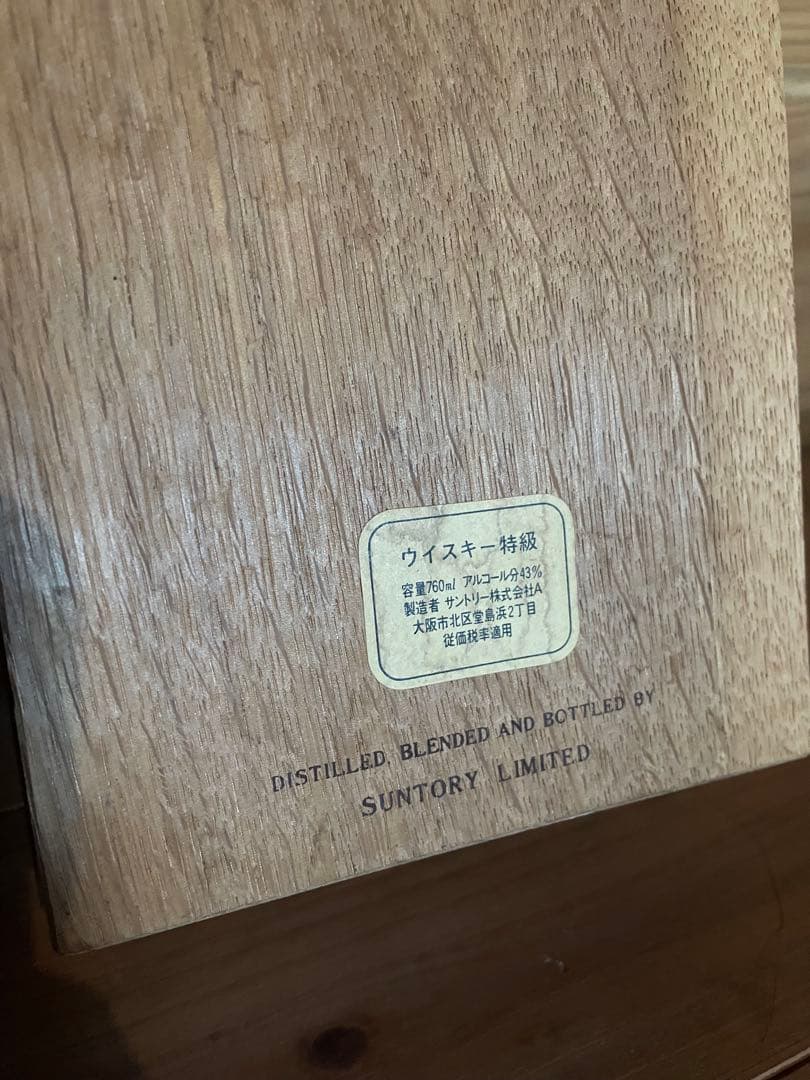 ウイスキー特級
容量760ml アルコール分43%
製造者 サントリー株式会社A
大阪市北区堂島浜2丁目
従価税率適用
DISTILLED, BLENDED AND BOTTLED BY
SUNTORY LIMITED